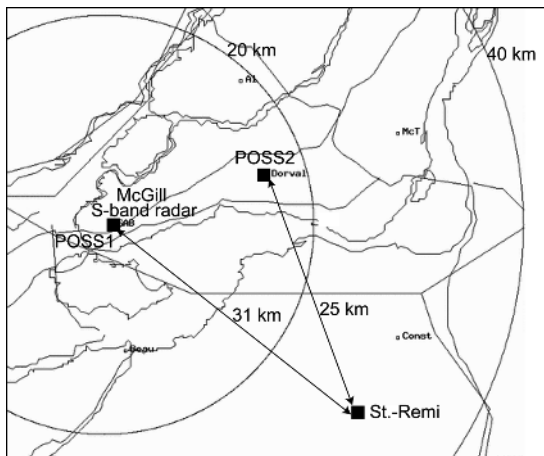 20 km
40 km
A1
McT
POSS2
Dorval
McGill
S-band radar
POSS1
31 km
25 km
Beau
Const
St.-Remi